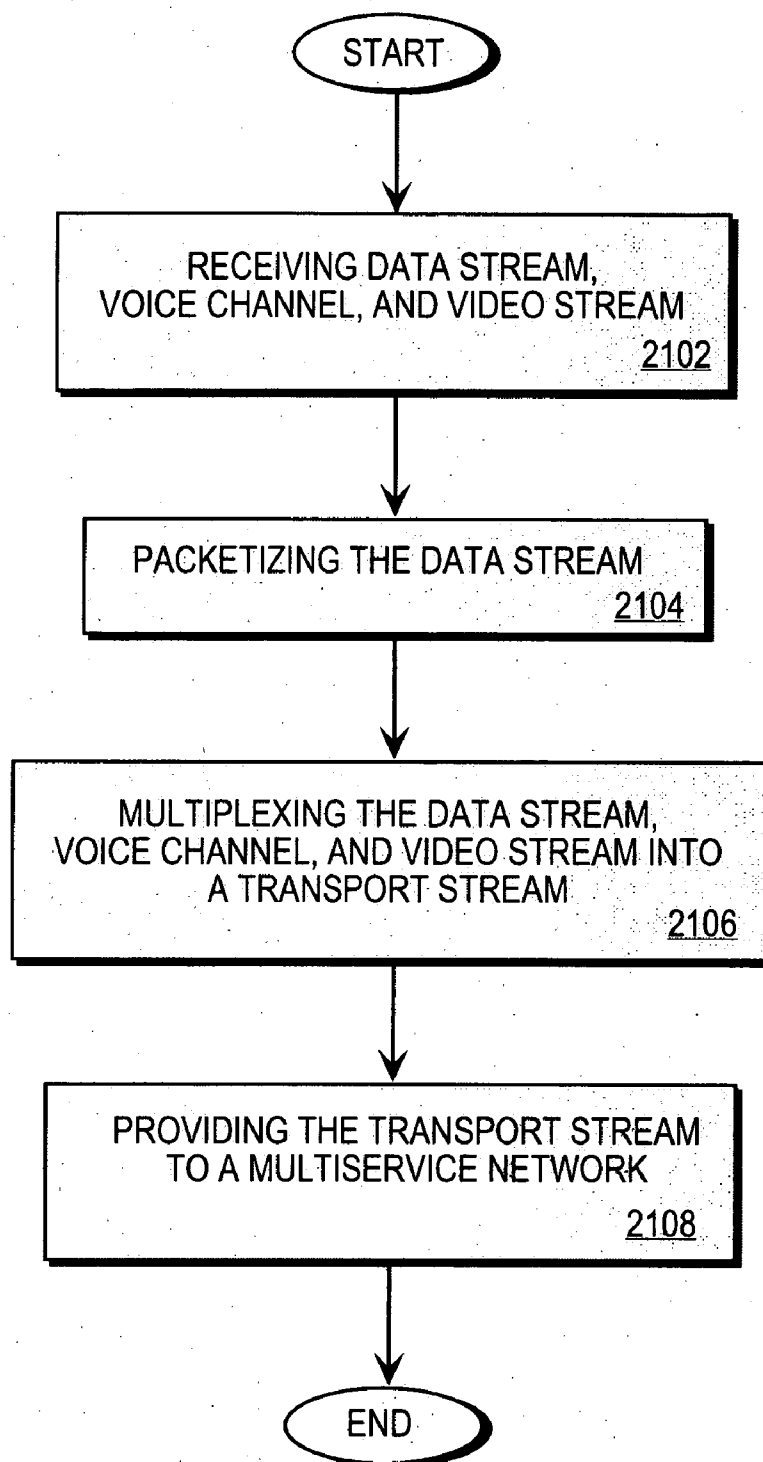 START
RECEIVING DATA STREAM,
VOICE CHANNEL, AND VIDEO STREAM
2102
PACKETIZING THE DATA STREAM
2104
MULTIPLEXING THE DATA STREAM,
VOICE CHANNEL, AND VIDEO STREAM INTO
A TRANSPORT STREAM
2106
PROVIDING THE TRANSPORT STREAM
TO A MULTISERVICE NETWORK
2108
END